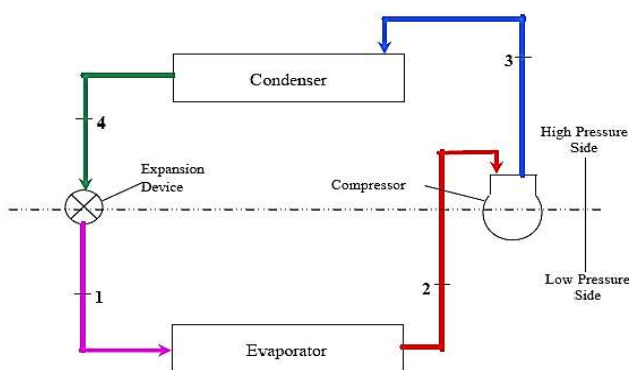 Condenser
3
4
High Pressure
Side
Expansion
Device
Compressor
1
2
Low Pressure
Side
Evaporator